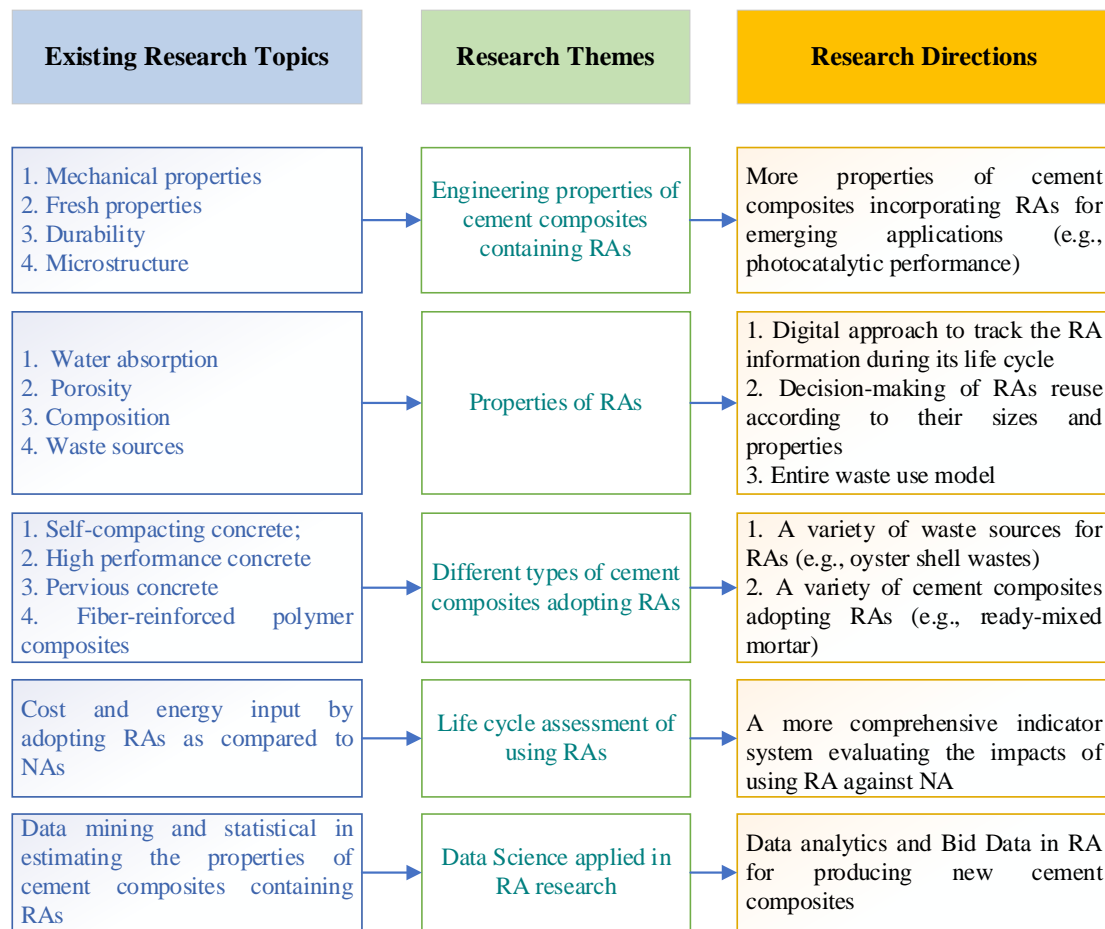 Existing Research Topics
Research Themes
Research Directions
1. Mechanical properties
2. Fresh properties
3. Durability
4. Microstructure
Engineering properties of
cement composites
containing RAs
More properties of cement
composites incorporating RAs for
emerging applications (e.g.,
photocatalytic performance)
1. Water absorption
2. Porosity
3. Composition
4. Waste sources
Properties of RAs
1. Digital approach to track the RA
information during its life cycle
2. Decision-making of RAs reuse
according to their sizes and
properties
3. Entire waste use model
1. Self-compacting concrete;
2. High performance concrete
3. Pervious concrete
4. Fiber-reinforced polymer
composites
Different types of cement
composites adopting RAs
1. A variety of waste sources for
RAs (e.g., oyster shell wastes)
2. A variety of cement composites
adopting RAs (e.g., ready-mixed
mortar)
Cost and energy input by
adopting RAs as compared to
NAs
Life cycle assessment of
using RAs
A more comprehensive indicator
system evaluating the impacts of
using RA against NA
Data mining and statistical in
estimating the properties of
cement composites containing
RAs
Data Science applied in
RA research
Data analytics and Bid Data in RA
for producing new cement
composites